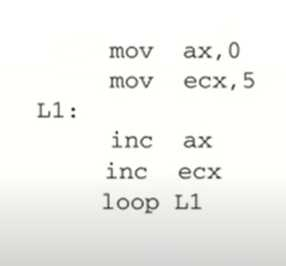 mov ax,0
mov ecx,5
L1:
inc ax
inc ecx
loop L1